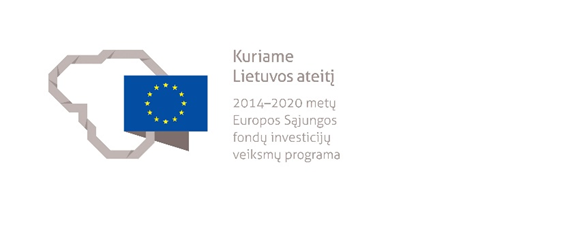 Kuriame
Lietuvos ateitį
2014–2020 metų
Europos Sąjungos
fondų investicijų
veiksmų programa